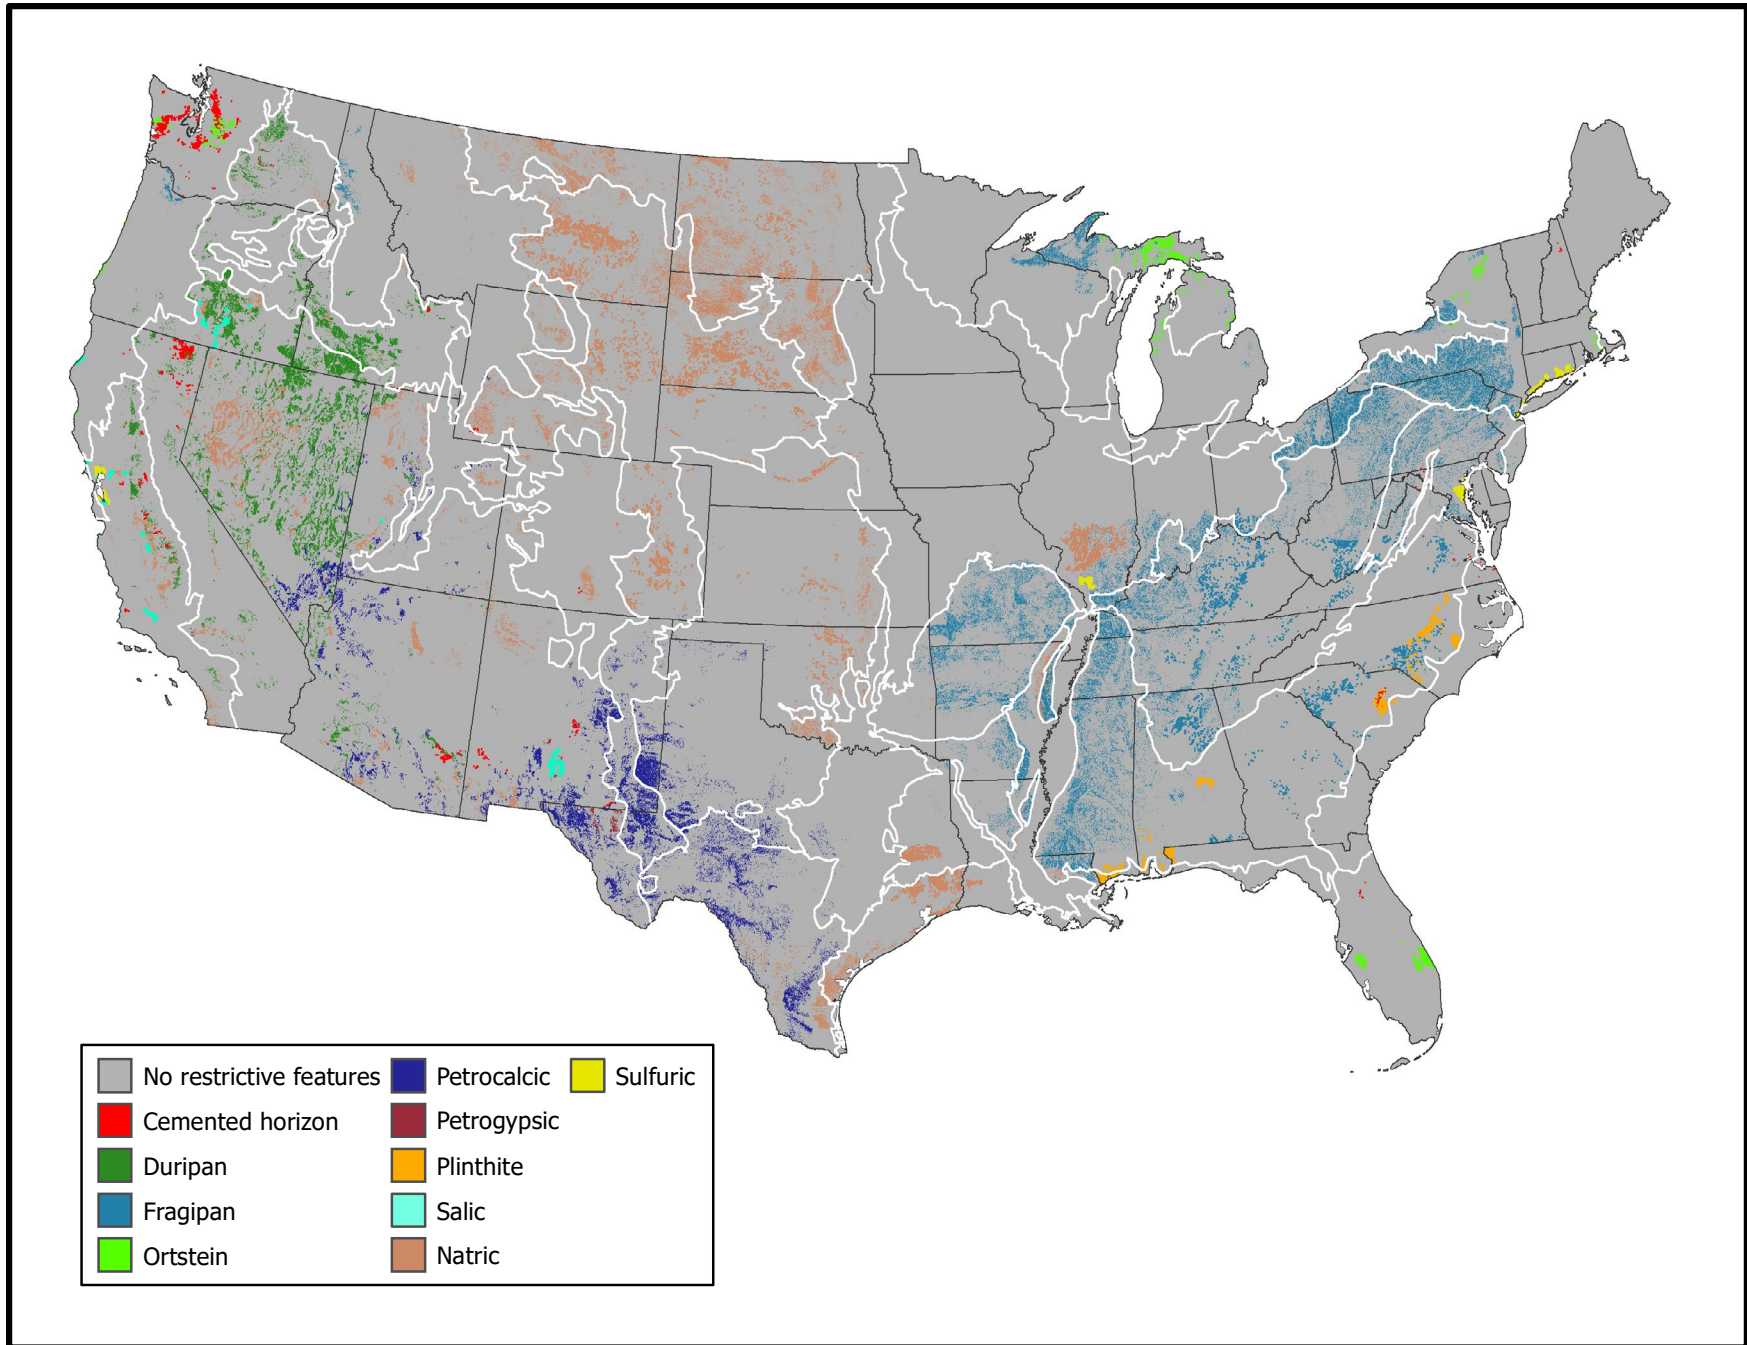 No restrictive features
Cemented horizon
Duripan
Fragipan
Ortstein
Petrocalcic
Petrogypsic
Plinthite
Salic
Natric
Sulfuric